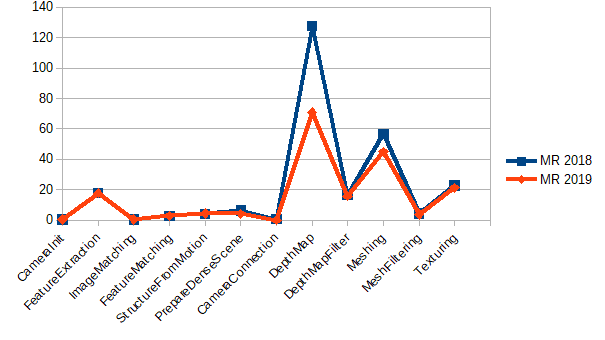 140
120
100
80
60
40
20
0
CameraInit
FeatureExtraction
ImageMatching
FeatureMatching
StructureFromMotion
PrepareDenseScene
CameraConnection
DepthMap
DepthMapFilter
Meshing
MeshFiltering
Texturing
MR 2018
MR 2019